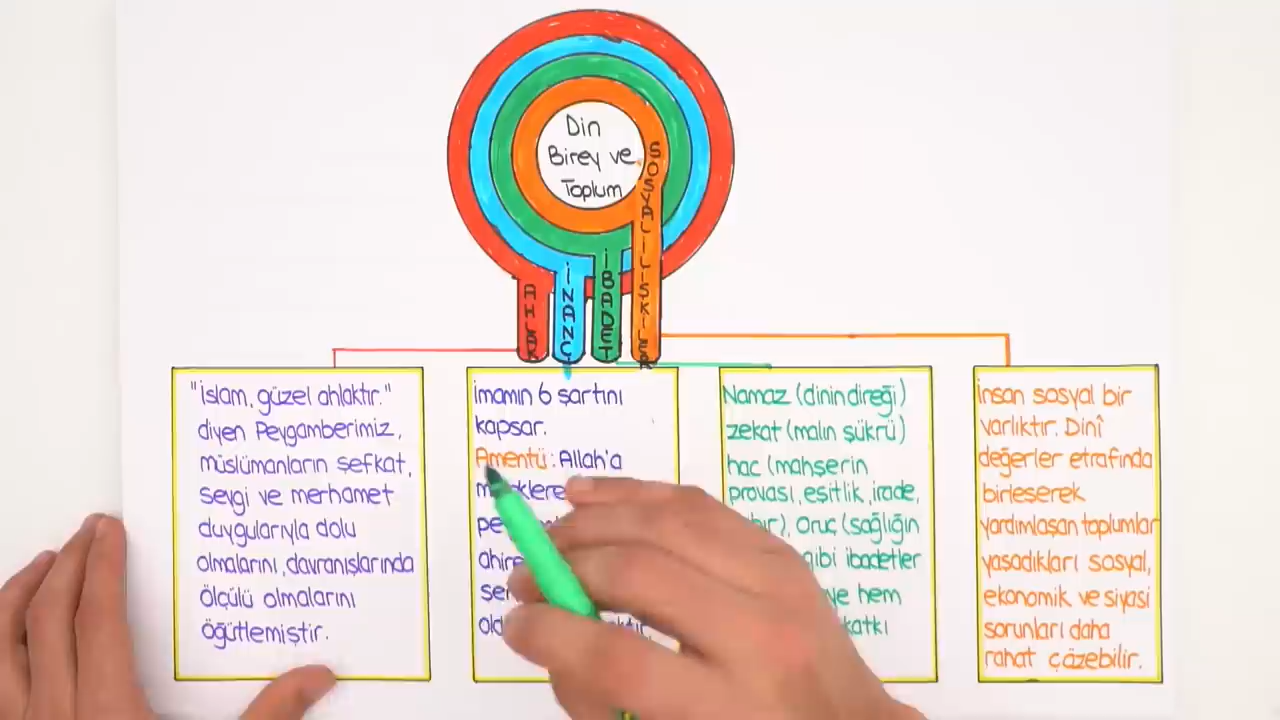 Din
Birey ve
Toplum
AHLAK
İNANÇ
İBADET
SOSYAL İLİŞKİLER
"İslam, güzel ahlaktır."
diyen Peygamberimiz,
müslümanların şefkat,
sevgi ve merhamet
duygularıyla dolu
olmalarını, davranışlarında
ölçülü olmalarını
öğütlemiştir.
İmamın 6 şartını
kapsar.
Amentü: Allah'a
Namaz (dinin direği)
zekat (malın şükrü)
hac (mahşerin
provası, eşitlik, irade,
Oruç (sağlığın
gibi ibadetler
ve hem
katkı
İnsan sosyal bir
varlıktır. Dinî
değerler etrafında
birleşerek
yardımlaşan toplumlar
yaşadıkları sosyal,
ekonomik ve siyasi
sorunları daha
rahat çözebilir.